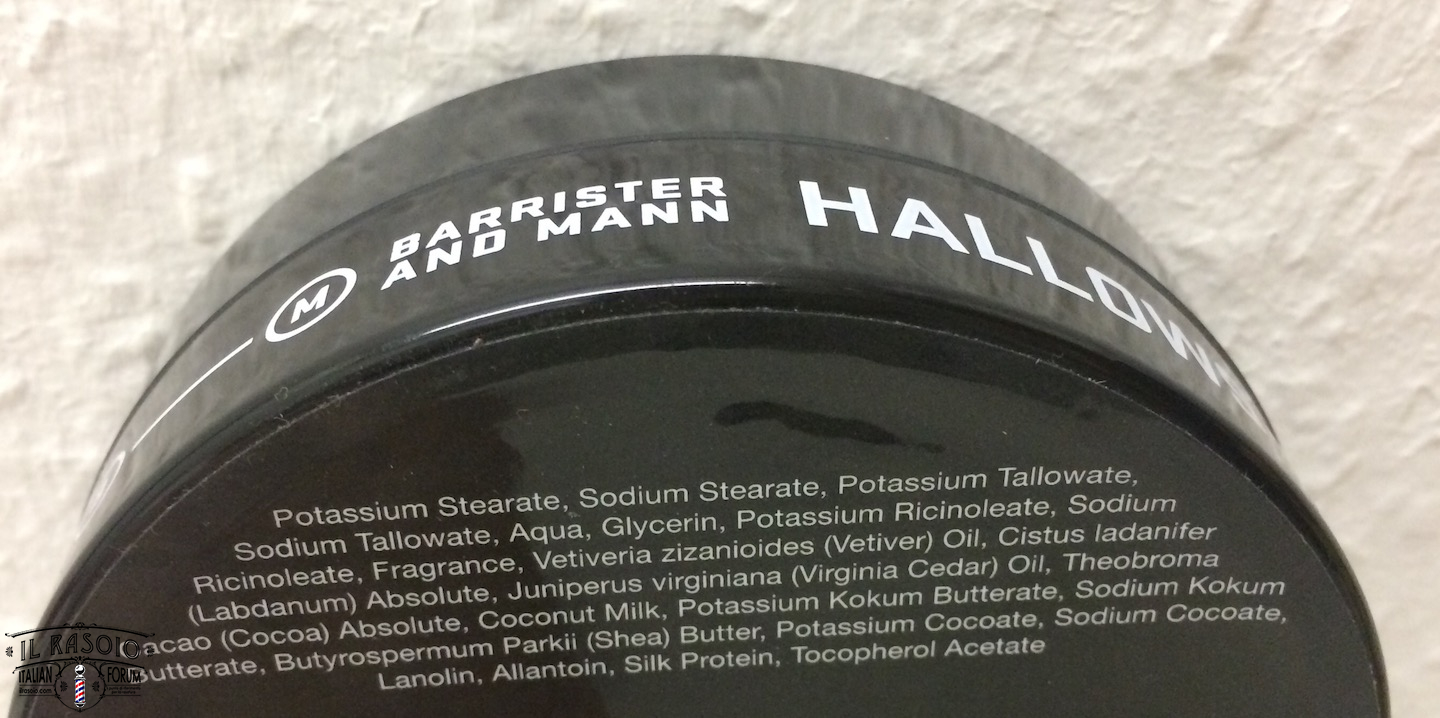 BARRISTER
AND MANN
HALLOWS
M
Potassium Stearate, Sodium Stearate, Potassium Tallowate,
Sodium Tallowate, Aqua, Glycerin, Potassium Ricinoleate, Sodium
Ricinoleate, Fragrance, Vetiveria zizanioides (Vetiver) Oil, Cistus ladanifer
(Labdanum) Absolute, Juniperus virginiana (Virginia Cedar) Oil, Theobroma
cacao (Cocoa) Absolute, Coconut Milk, Potassium Kokum Butterate, Sodium Kokum
Butterate, Butyrospermum Parkii (Shea) Butter, Potassium Cocoate, Sodium Cocoate,
Lanolin, Allantoin, Silk Protein, Tocopherol Acetate
IL RASOIO
ITALIAN FORUM
ilrasoio.com